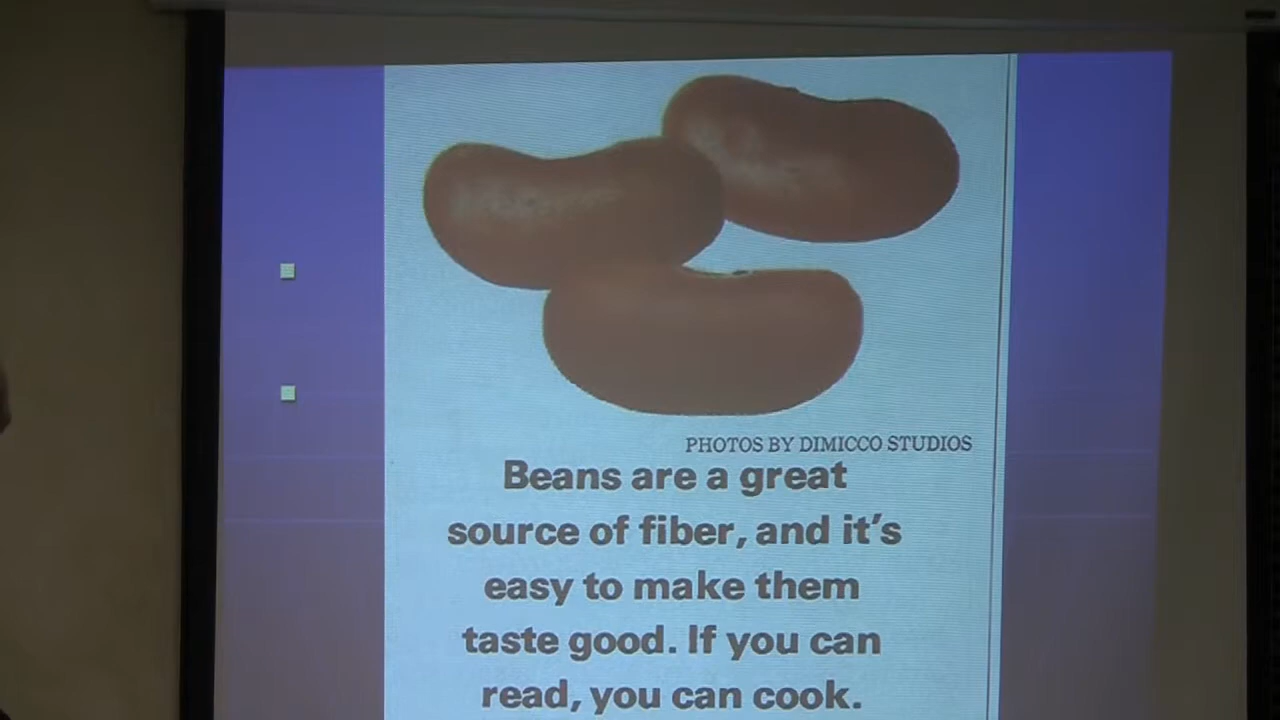 PHOTOS BY DIMICCO STUDIOS
Beans are a great
source of fiber, and it's
easy to make them
taste good. If you can
read, you can cook.